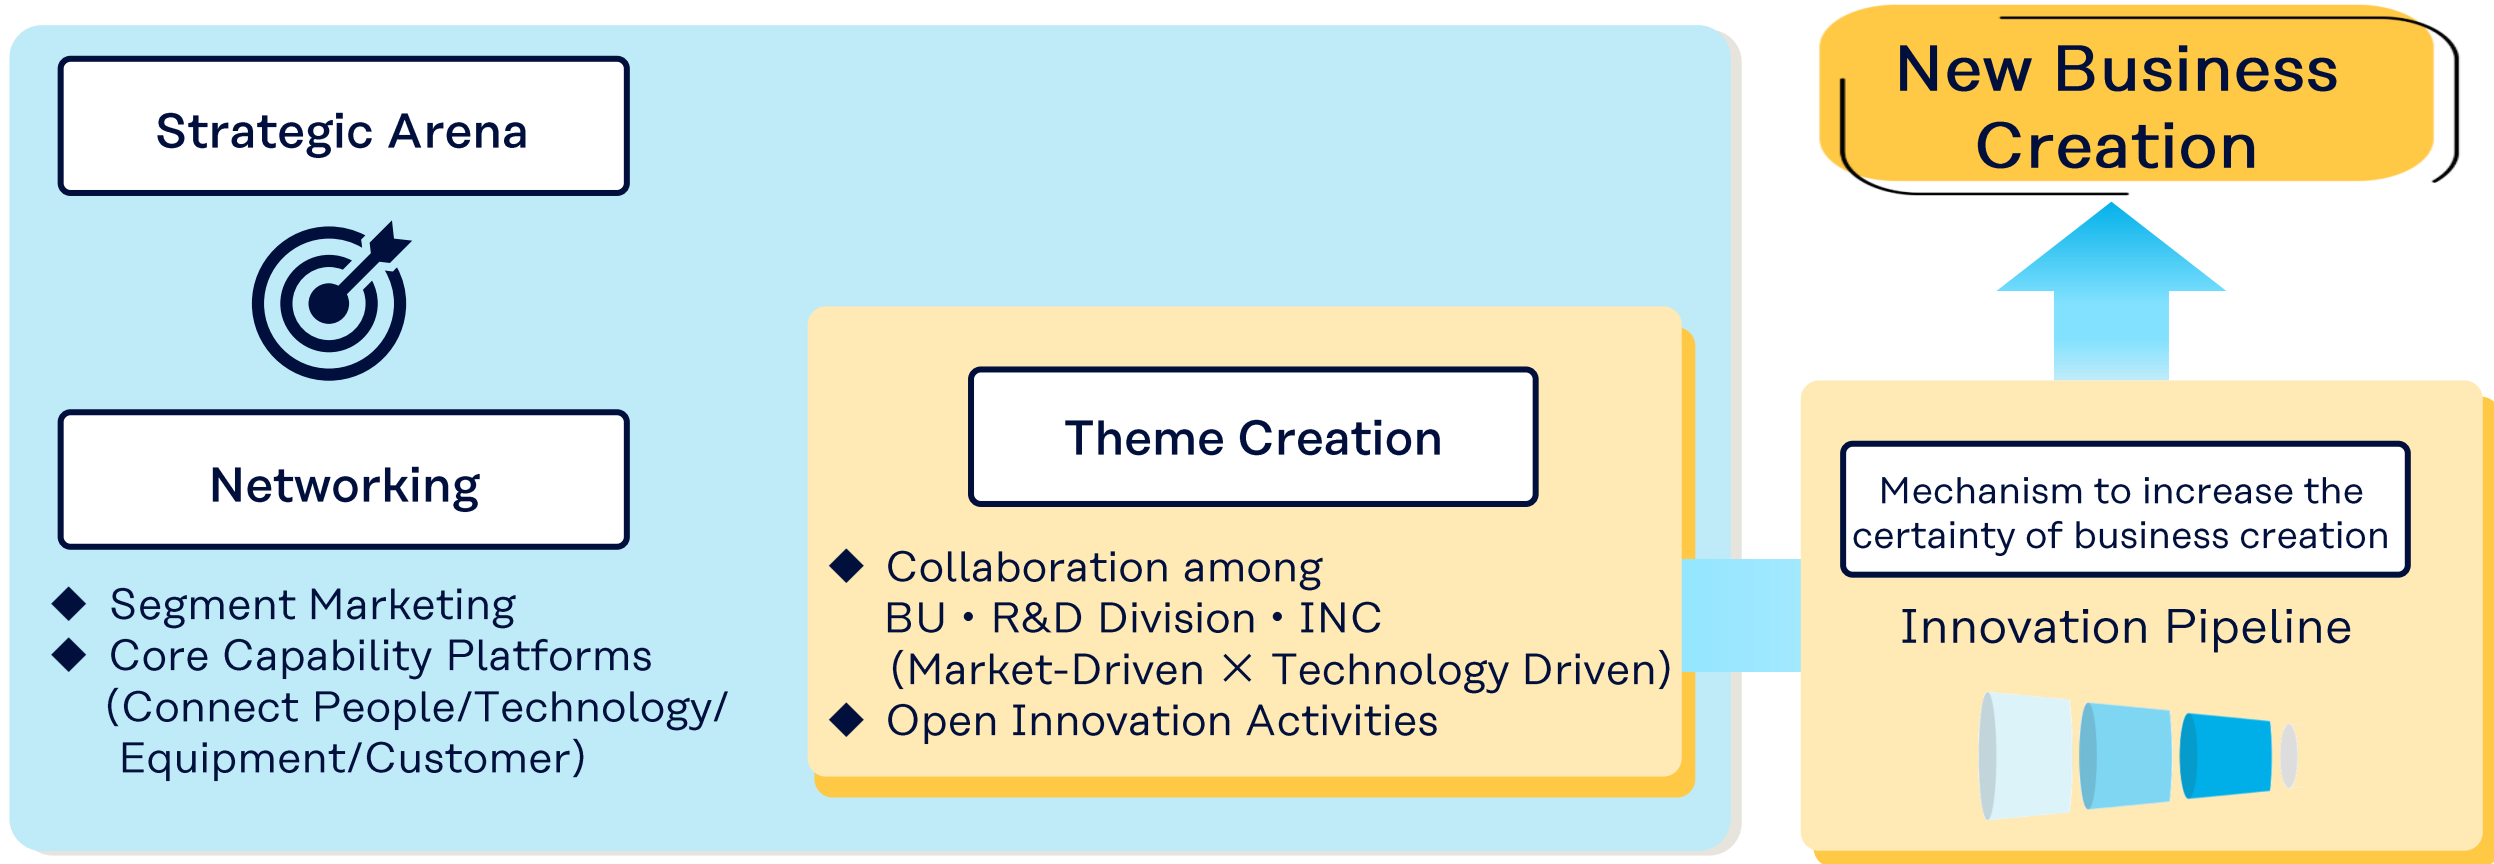 Strategic Arena
Networking
◆ Segment Marketing
◆ Core Capability Platforms
(Connect People/Technology/
Equipment/Customer)
Theme Creation
◆ Collaboration among
BU • R&D Division • INC
(Market-Driven × Technology Driven)
◆ Open Innovation Activities
New Business
Creation
Mechanism to increase the
certainty of business creation
Innovation Pipeline